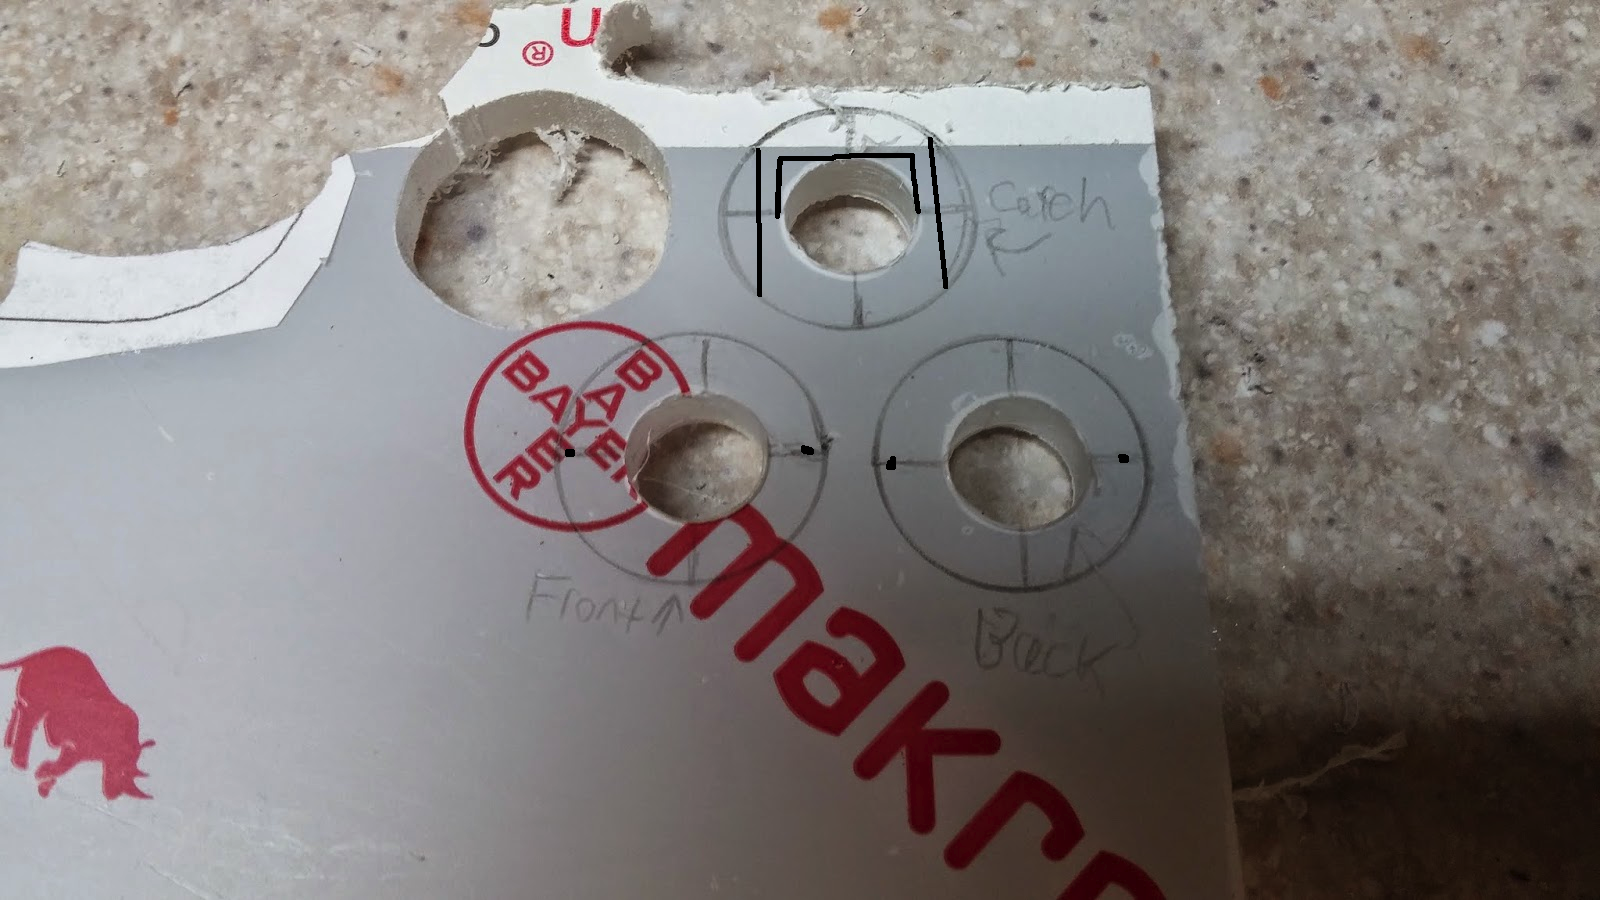 U
®
Catch
BAYER
BAYER
Front
Back
makro